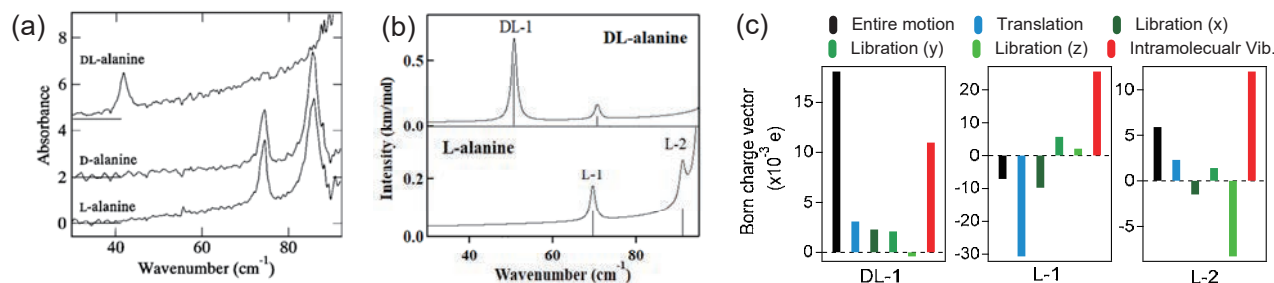 (a)
Absorbance
8
6
4
2
0
DL-alanine
D-alanine
L-alanine
40
60
80
Wavenumber (cm-1)
(b)
Intensity (km/mol)
0.5
0.0
0.2
0.0
DL-1
DL-alanine
L-alanine
L-1
L-2
40
60
80
Wavenumber (cm-1)
(c)
Entire motion Translation Libration (x)
Libration (y) Libration (z) Intramolecualr Vib.
Born charge vector
(x10-3 e)
15
10
5
0
DL-1
20
10
0
-10
-20
-30
L-1
10
5
0
-5
L-2